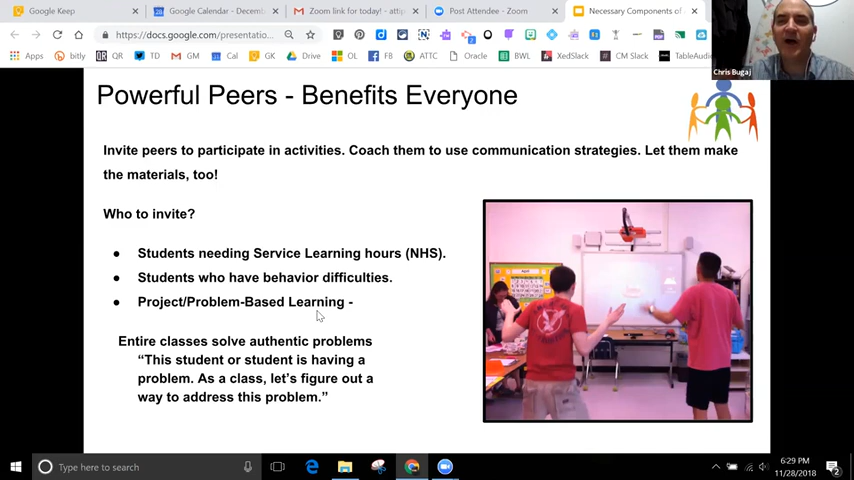 Google Keep
Google Calendar - Decemb
Zoom link for today! - attip
Post Attendee - Zoom
Necessary Components of
https://docs.google.com/presentatio...
Apps
bitly
QR
TD
GM
Cal
GK
Drive
OL
FB
ATTC
Oracle
BWL
XedSlack
CM Slack
TableAudio
Chris Bugaj
Powerful Peers - Benefits Everyone
Invite peers to participate in activities. Coach them to use communication strategies. Let them make
the materials, too!
Who to invite?
● Students needing Service Learning hours (NHS).
● Students who have behavior difficulties.
● Project/Problem-Based Learning -
Entire classes solve authentic problems
“This student or student is having a
problem. As a class, let’s figure out a
way to address this problem.”
Type here to search
6:29 PM
11/28/2018
2